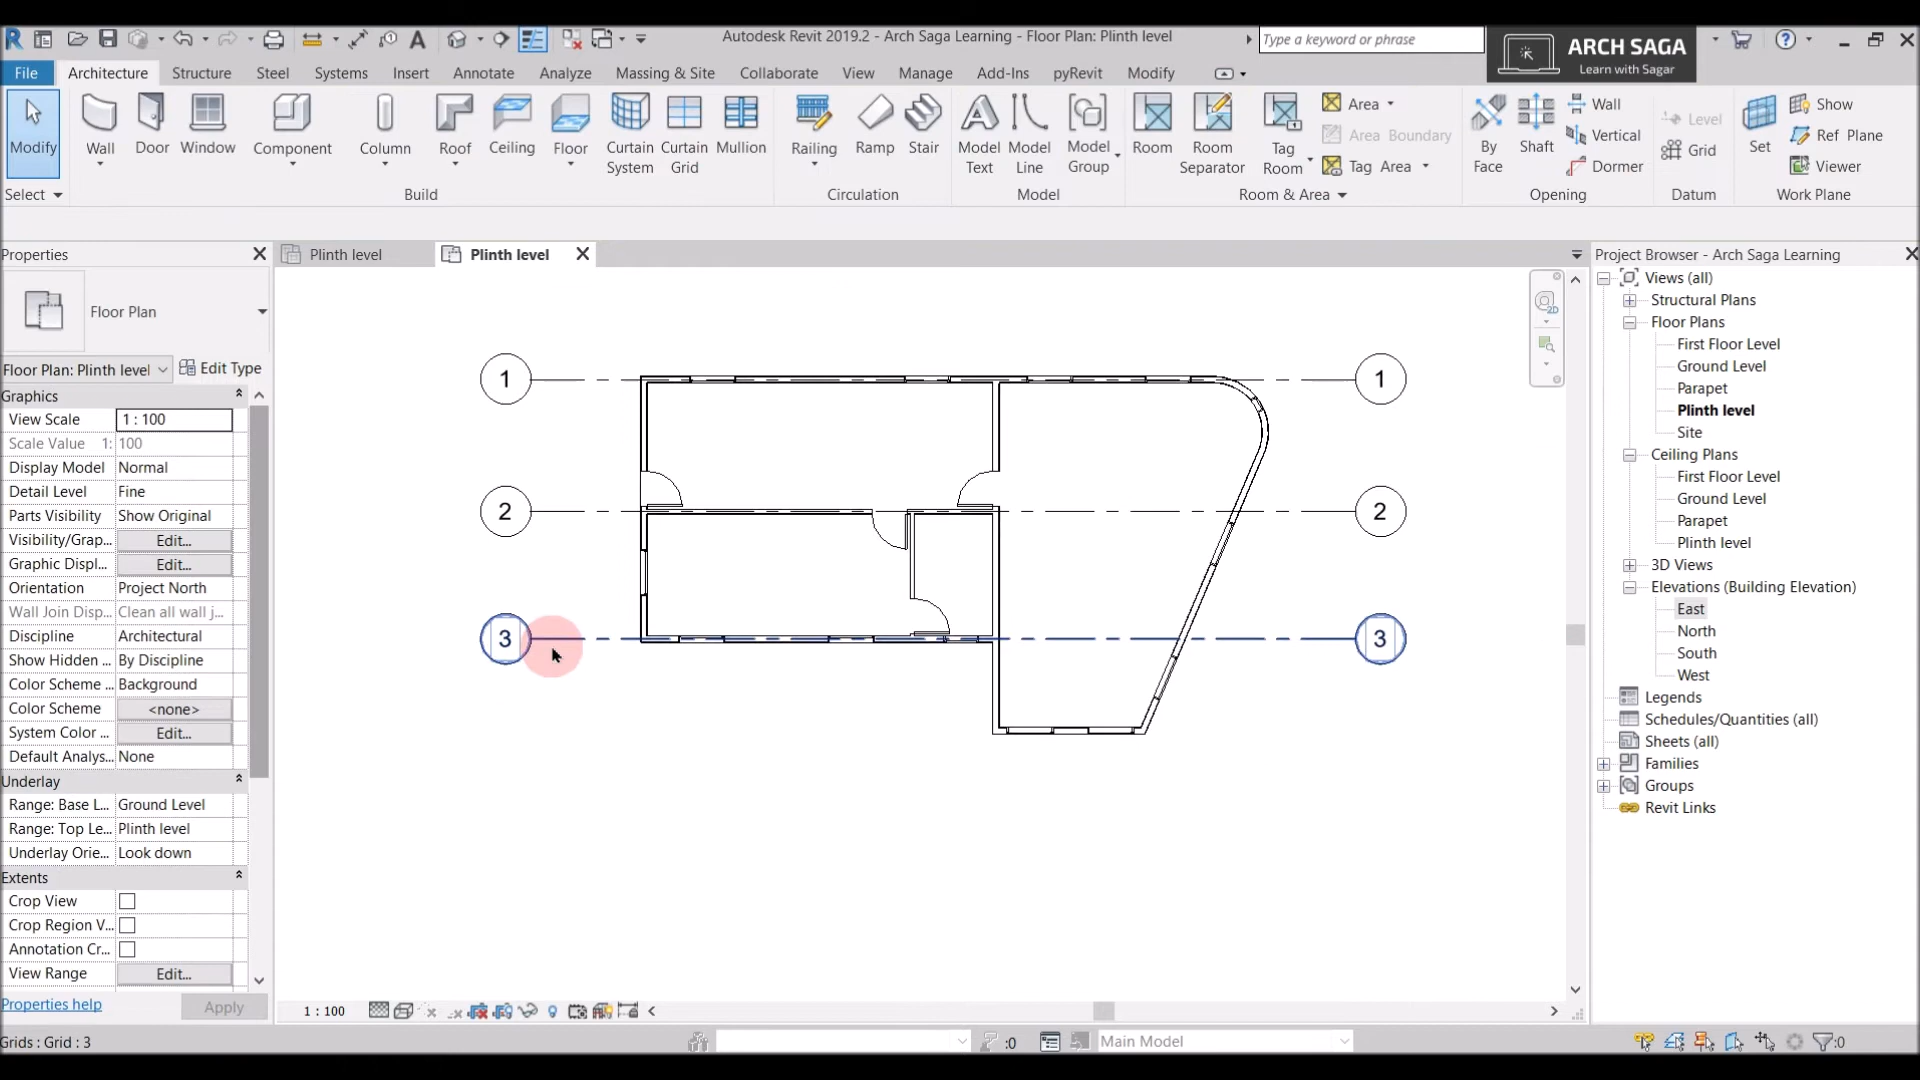 Autodesk Revit 2019.2 - Arch Saga Learning - Floor Plan: Plinth level
Type a keyword or phrase
ARCH SAGA
Learn with Sagar
File Architecture Structure Steel Systems Insert Annotate Analyze Massing & Site Collaborate View Manage Add-Ins pyRevit Modify
Modify
Wall
Door
Window
Component
Column
Roof
Ceiling
Floor
Curtain System
Curtain Grid
Mullion
Railing
Ramp
Stair
Model Text
Model Line
Model Group
Room
Room Separator
Tag Room
Area
Area Boundary
Tag Area
By Face
Shaft
Wall
Vertical
Dormer
Level
Grid
Set
Show
Ref Plane
Viewer
Select Build Circulation Model Room & Area Opening Datum Work Plane
Properties
Floor Plan
Floor Plan: Plinth level Edit Type
Graphics
View Scale 1 : 100
Scale Value 1: 100
Display Model Normal
Detail Level Fine
Parts Visibility Show Original
Visibility/Grap... Edit...
Graphic Displ... Edit...
Orientation Project North
Wall Join Disp... Clean all wall j...
Discipline Architectural
Show Hidden ... By Discipline
Color Scheme ... Background
Color Scheme <none>
System Color ... Edit...
Default Analys... None
Underlay
Range: Base L... Ground Level
Range: Top Le... Plinth level
Underlay Orie... Look down
Extents
Crop View
Crop Region V...
Annotation Cr...
View Range Edit...
Properties help Apply
Plinth level Plinth level
1 1
2 2
3 3
2D
1 : 100
Project Browser - Arch Saga Learning
Views (all)
Structural Plans
Floor Plans
First Floor Level
Ground Level
Parapet
Plinth level
Site
Ceiling Plans
First Floor Level
Ground Level
Parapet
Plinth level
3D Views
Elevations (Building Elevation)
East
North
South
West
Legends
Schedules/Quantities (all)
Sheets (all)
Families
Groups
Revit Links
Grids : Grid : 3 :0 Main Model :0